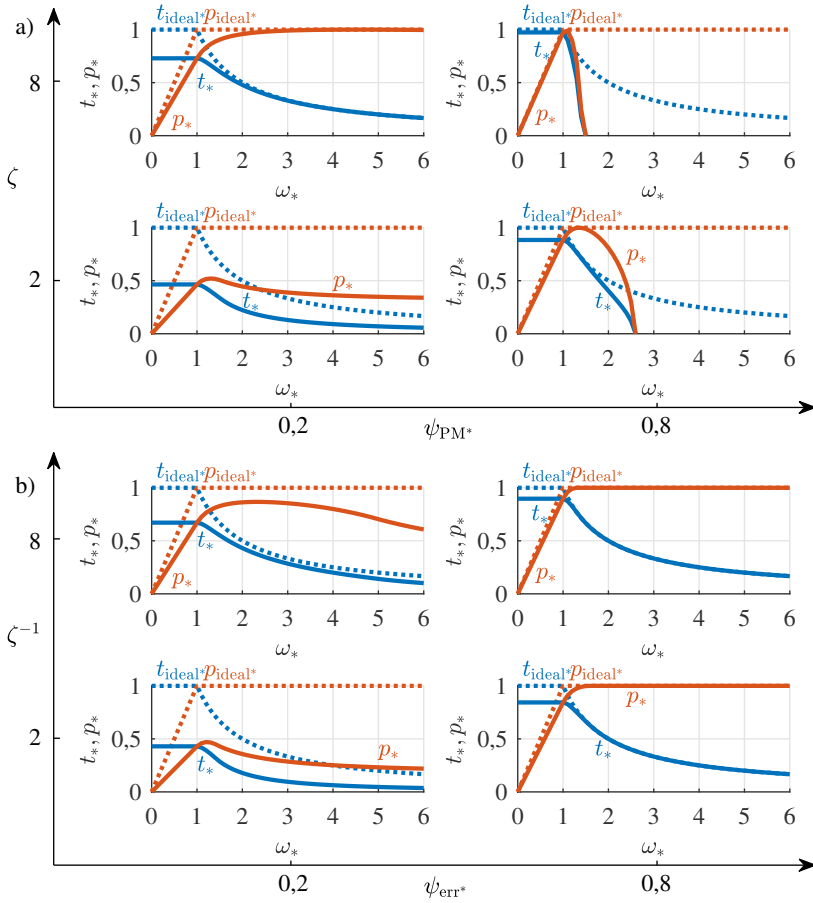 a)
t_ideal* p_ideal*
t_ideal* p_ideal*
1
0,5
0
t_*, p_*
t_*
p_*
0 1 2 3 4 5 6
ω_*
1
0,5
0
t_*, p_*
t_*
p_*
0 1 2 3 4 5 6
ω_*
8
ζ
t_ideal* p_ideal*
t_ideal* p_ideal*
1
0,5
0
t_*, p_*
p_*
t_*
0 1 2 3 4 5 6
ω_*
1
0,5
0
t_*, p_*
p_*
t_*
0 1 2 3 4 5 6
ω_*
2
0,2 ψ_PM* 0,8
b)
t_ideal* p_ideal*
t_ideal* p_ideal*
1
0,5
0
t_*, p_*
t_*
p_*
0 1 2 3 4 5 6
ω_*
1
0,5
0
t_*, p_*
t_*
p_*
0 1 2 3 4 5 6
ω_*
8
ζ⁻¹
t_ideal* p_ideal*
t_ideal* p_ideal*
1
0,5
0
t_*, p_*
p_*
t_*
0 1 2 3 4 5 6
ω_*
1
0,5
0
t_*, p_*
p_*
t_*
0 1 2 3 4 5 6
ω_*
2
0,2 ψ_err* 0,8